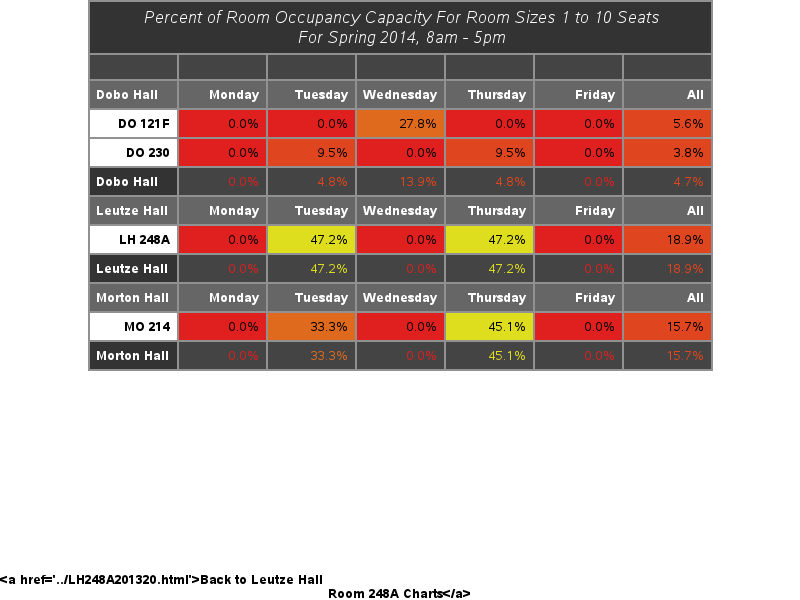 Percent of Room Occupancy Capacity For Room Sizes 1 to 10 Seats
For Spring 2014, 8am - 5pm
Dobo Hall Monday Tuesday Wednesday Thursday Friday All
DO 121F 0.0% 0.0% 27.8% 0.0% 0.0% 5.6%
DO 230 0.0% 9.5% 0.0% 9.5% 0.0% 3.8%
Dobo Hall 0.0% 4.8% 13.9% 4.8% 0.0% 4.7%
Leutze Hall Monday Tuesday Wednesday Thursday Friday All
LH 248A 0.0% 47.2% 0.0% 47.2% 0.0% 18.9%
Leutze Hall 0.0% 47.2% 0.0% 47.2% 0.0% 18.9%
Morton Hall Monday Tuesday Wednesday Thursday Friday All
MO 214 0.0% 33.3% 0.0% 45.1% 0.0% 15.7%
Morton Hall 0.0% 33.3% 0.0% 45.1% 0.0% 15.7%
<a href='../LH248A201320.html'>Back to Leutze Hall
Room 248A Charts</a>